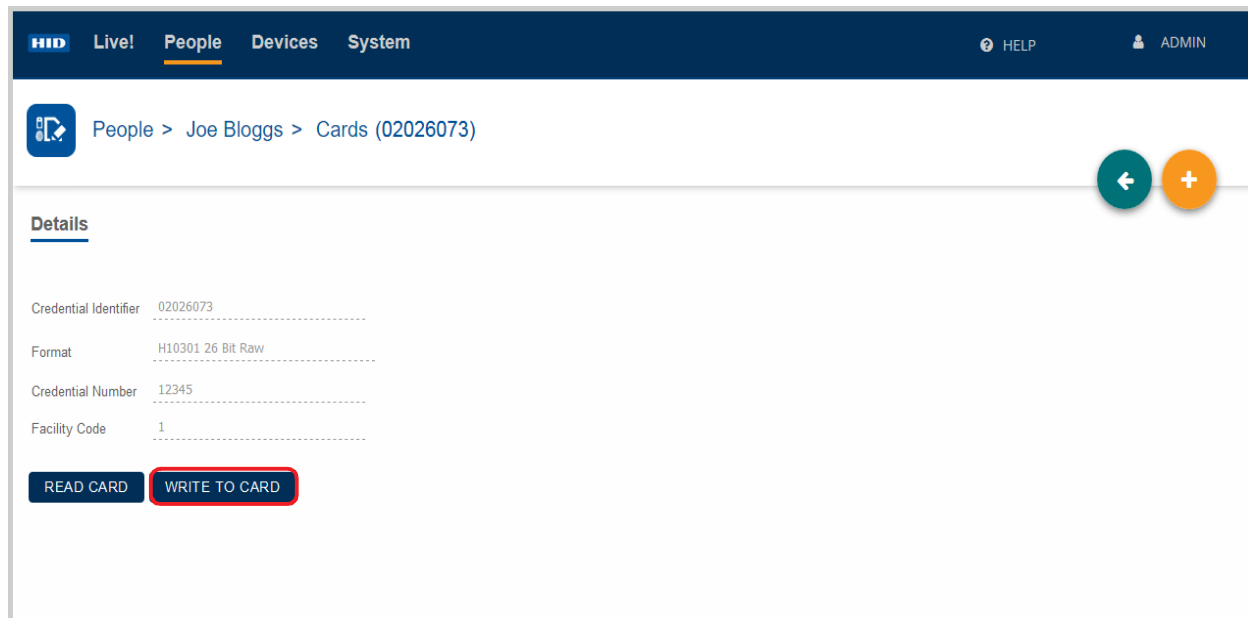 HID Live! People Devices System HELP ADMIN
People > Joe Bloggs > Cards (02026073)
Details
Credential Identifier 02026073
Format H10301 26 Bit Raw
Credential Number 12345
Facility Code 1
READ CARD WRITE TO CARD